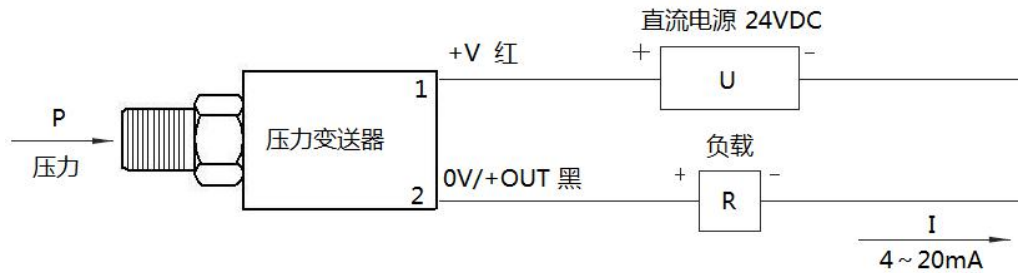 直流电源 24VDC
+V 红
+
U
−
1
P
压力
压力变送器
负载
2
0V/+OUT 黑
+
R
−
I
4~20mA